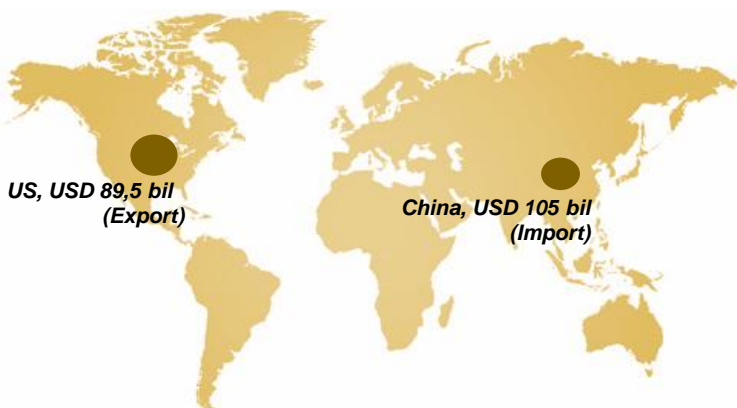 US, USD 89,5 bil
(Export)
China, USD 105 bil
(Import)